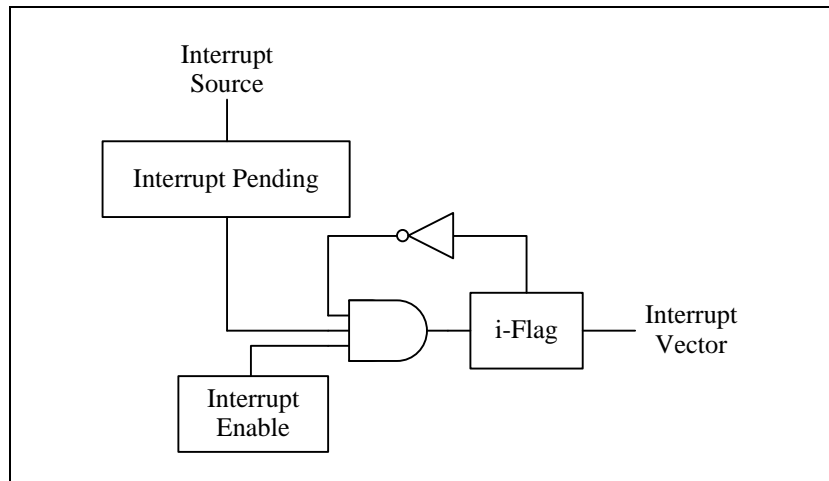 Interrupt
Source
Interrupt Pending
i-Flag
Interrupt
Vector
Interrupt
Enable